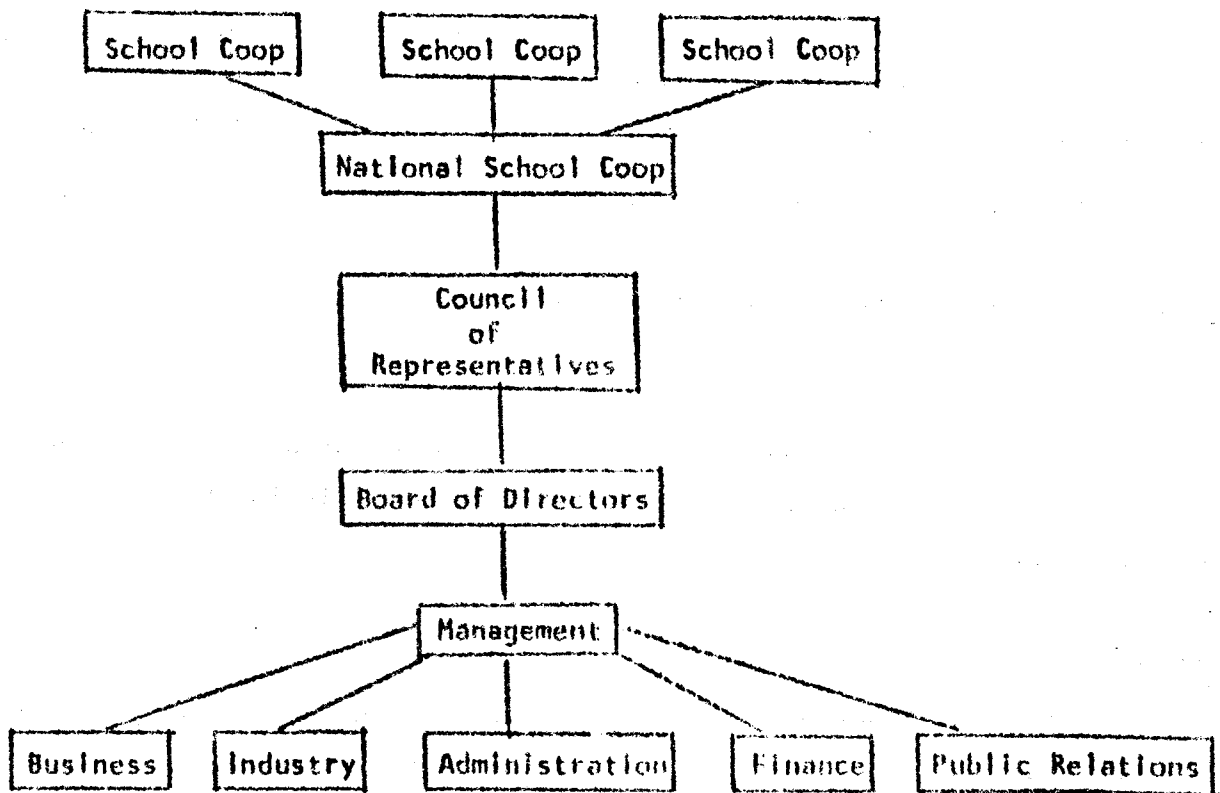 School Coop
School Coop
School Coop
National School Coop
Council
of
Representatives
Board of Directors
Management
Business
Industry
Administration
Finance
Public Relations